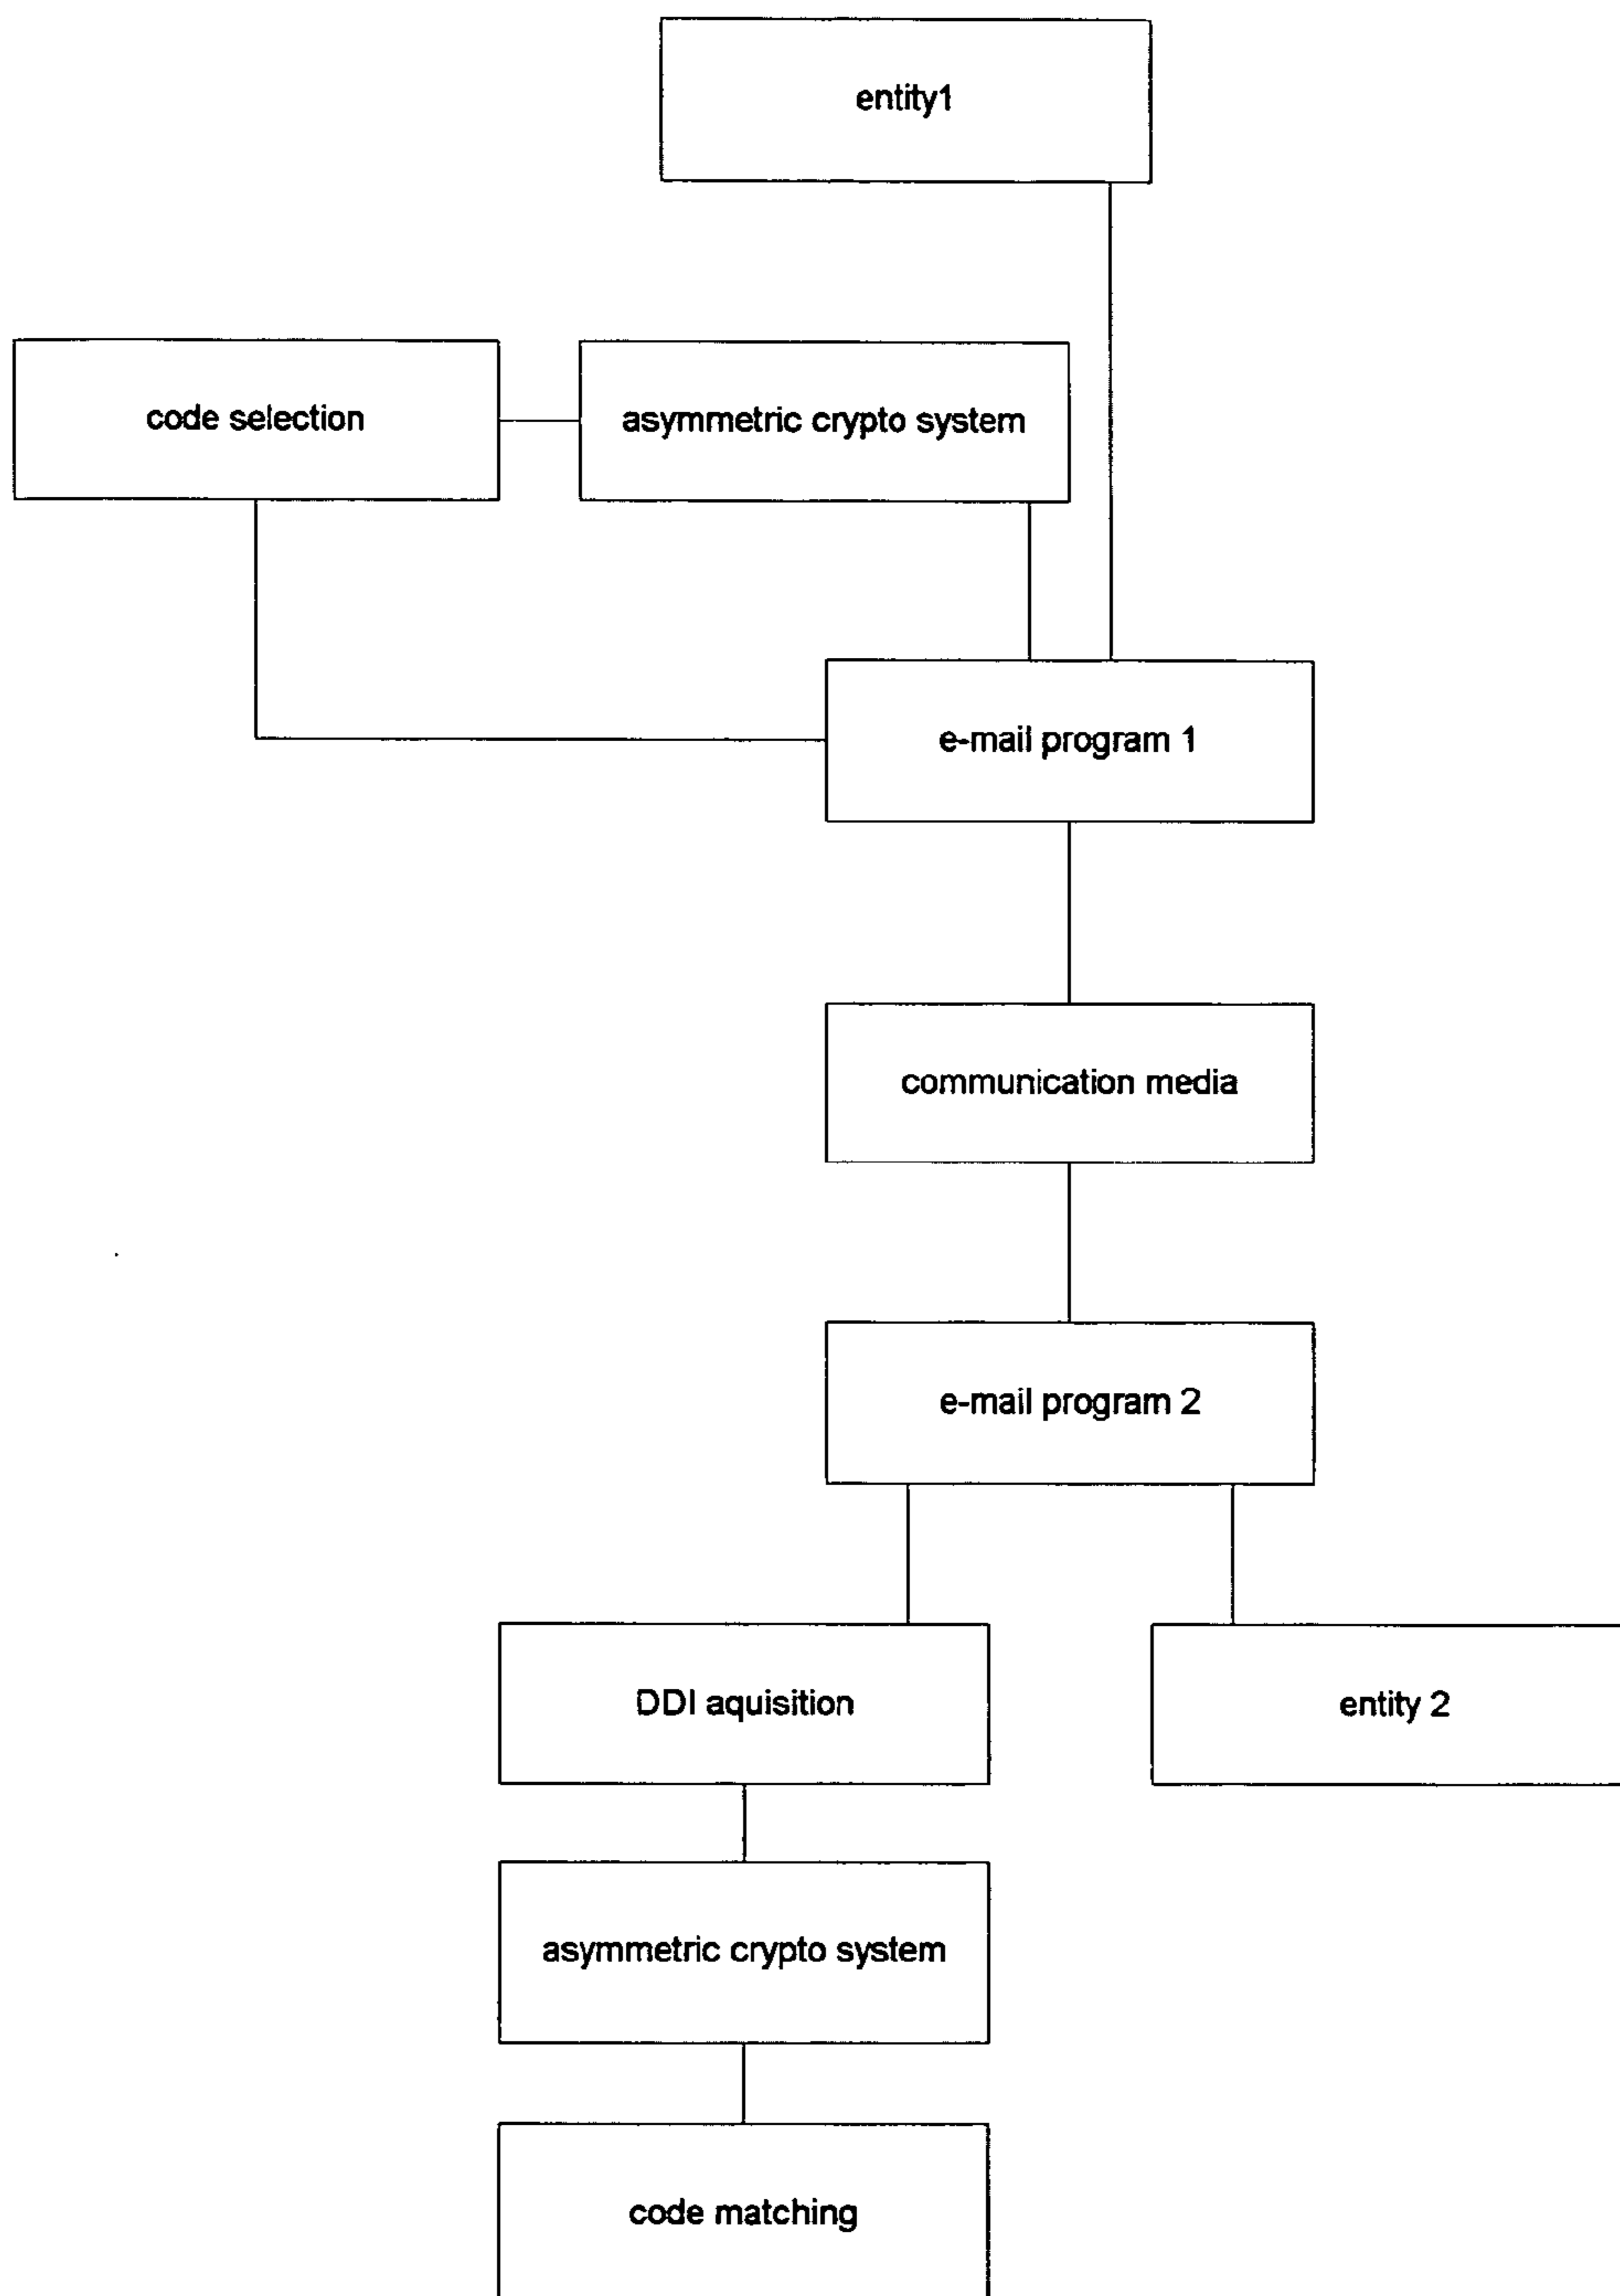 entity1
code selection
asymmetric crypto system
e-mail program 1
communication media
e-mail program 2
DDI aquisition
entity 2
asymmetric crypto system
code matching